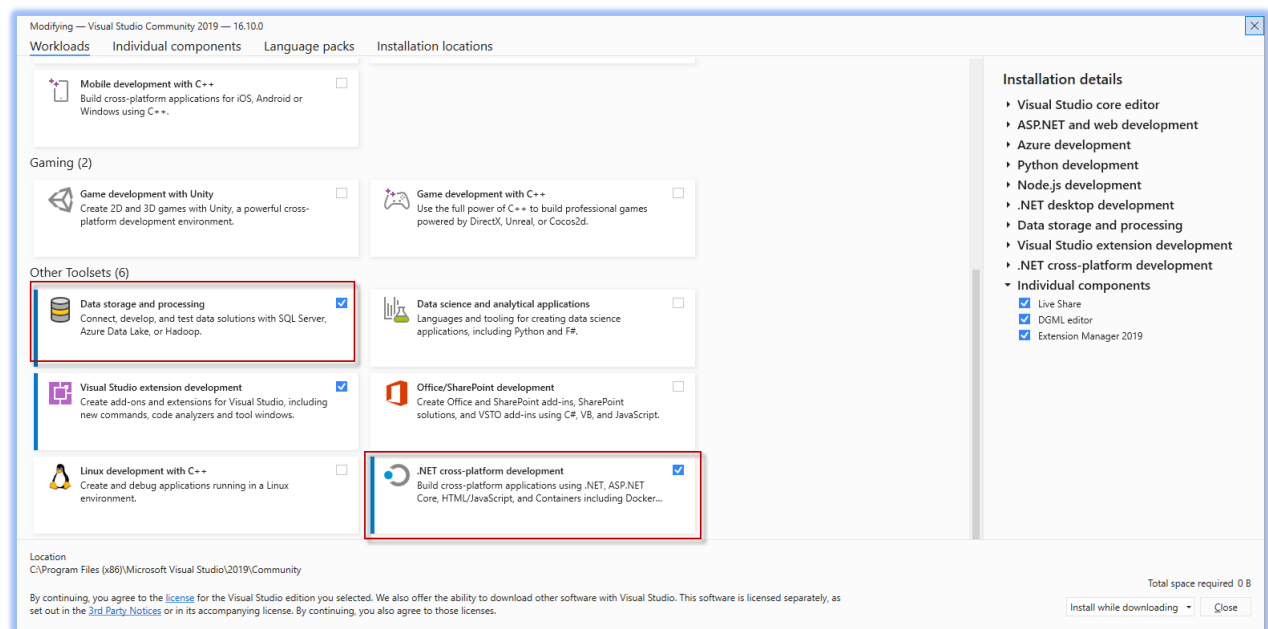 Modifying — Visual Studio Community 2019 — 16.10.0
Workloads Individual components Language packs Installation locations
Mobile development with C++
Build cross-platform applications for iOS, Android or
Windows using C++.
Gaming (2)
Game development with Unity
Create 2D and 3D games with Unity, a powerful cross-
platform development environment.
Game development with C++
Use the full power of C++ to build professional games
powered by DirectX, Unreal, or Cocos2d.
Other Toolsets (6)
Data storage and processing
Connect, develop, and test data solutions with SQL Server,
Azure Data Lake, or Hadoop.
Data science and analytical applications
Languages and tooling for creating data science
applications, including Python and F#.
Visual Studio extension development
Create add-ons and extensions for Visual Studio, including
new commands, code analyzers and tool windows.
Office/SharePoint development
Create Office and SharePoint add-ins, SharePoint
solutions, and VSTO add-ins using C#, VB, and JavaScript.
Linux development with C++
Create and debug applications running in a Linux
environment.
.NET cross-platform development
Build cross-platform applications using .NET, ASP.NET
Core, HTML/JavaScript, and Containers including Docker...
Installation details
Visual Studio core editor
ASP.NET and web development
Azure development
Python development
Node.js development
.NET desktop development
Data storage and processing
Visual Studio extension development
.NET cross-platform development
Individual components
Live Share
DGML editor
Extension Manager 2019
Location
C:\Program Files (x86)\Microsoft Visual Studio\2019\Community
By continuing, you agree to the license for the Visual Studio edition you selected. We also offer the ability to download other software with Visual Studio. This software is licensed separately, as
set out in the 3rd Party Notices or in its accompanying license. By continuing, you also agree to those licenses.
Total space required 0 B
Install while downloading
Close